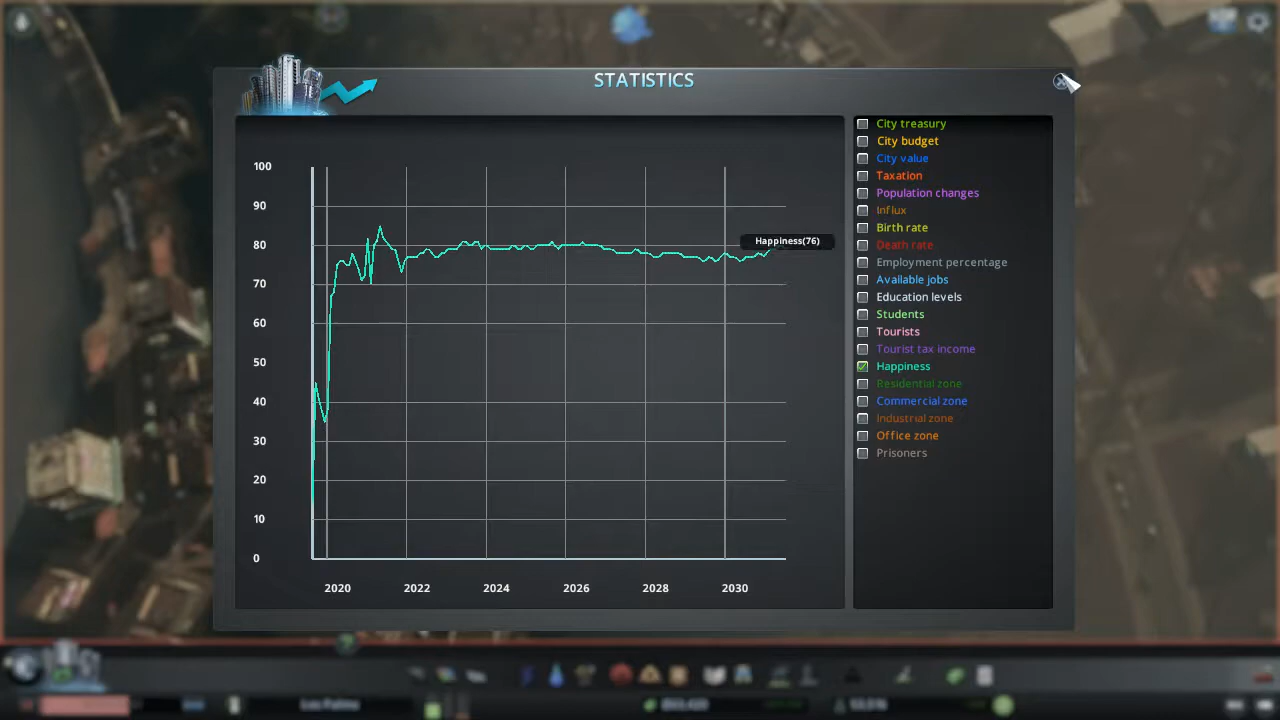 STATISTICS
100
90
80
70
60
50
40
30
20
10
0
2020 2022 2024 2026 2028 2030
Happiness(76)
City treasury
City budget
City value
Taxation
Population changes
Influx
Birth rate
Death rate
Employment percentage
Available jobs
Education levels
Students
Tourists
Tourist tax income
Happiness
Residential zone
Commercial zone
Industrial zone
Office zone
Prisoners